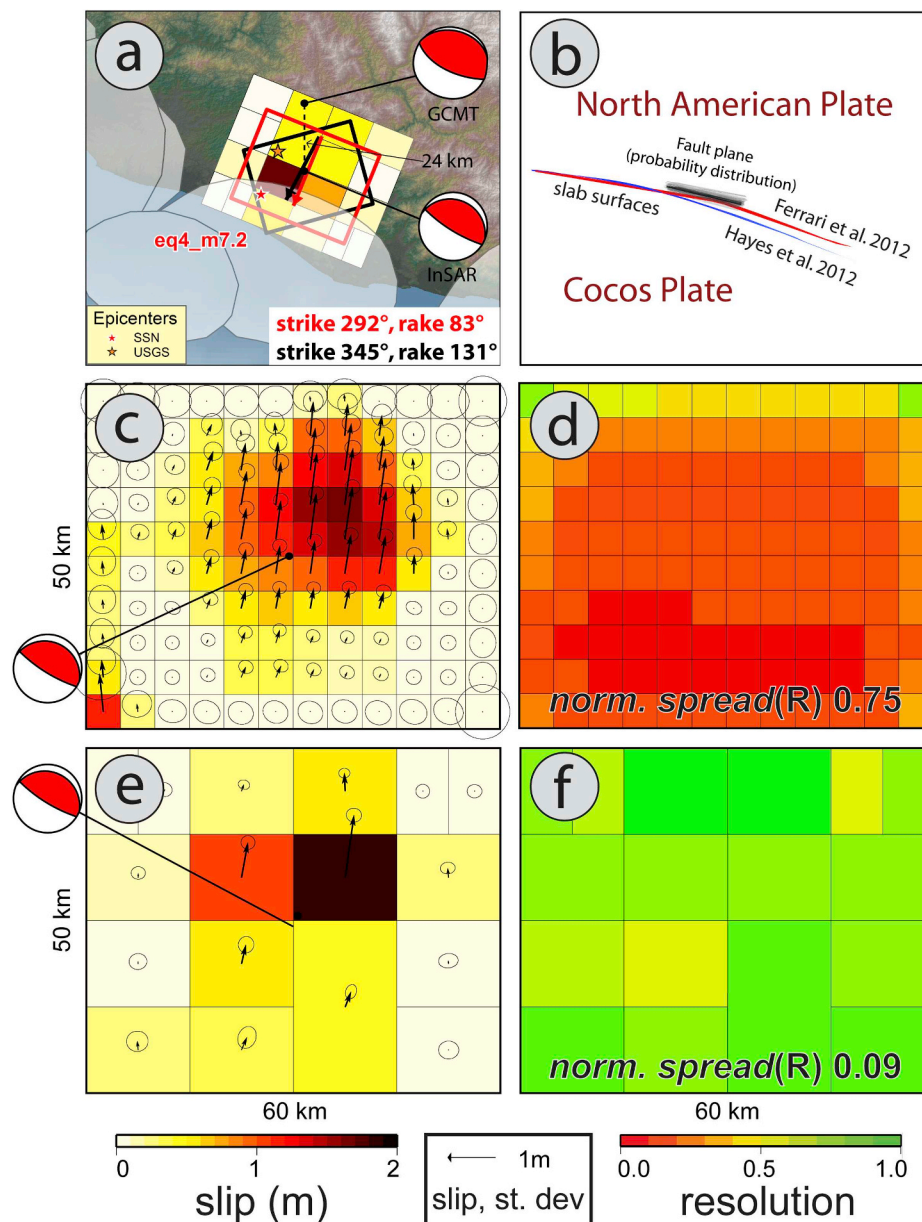 a
GCMT
24 km
InSAR
eq4_m7.2
Epicenters
SSN
USGS
strike 292°, rake 83°
strike 345°, rake 131°
b
North American Plate
Fault plane
(probability distribution)
slab surfaces
Ferrari et al. 2012
Hayes et al. 2012
Cocos Plate
c
50 km
d
norm. spread(R) 0.75
e
50 km
60 km
f
norm. spread(R) 0.09
60 km
0 1 2
slip (m)
1m
slip, st. dev
0.0 0.5 1.0
resolution